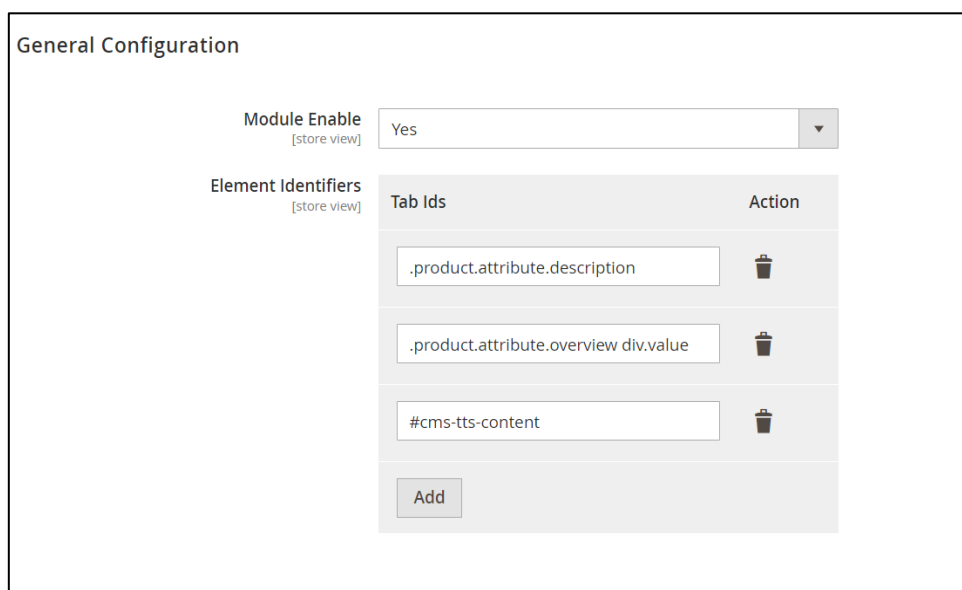 General Configuration
Module Enable
[store view]
Yes
Element Identifiers
[store view]
Tab Ids Action
.product.attribute.description
.product.attribute.overview div.value
#cms-tts-content
Add